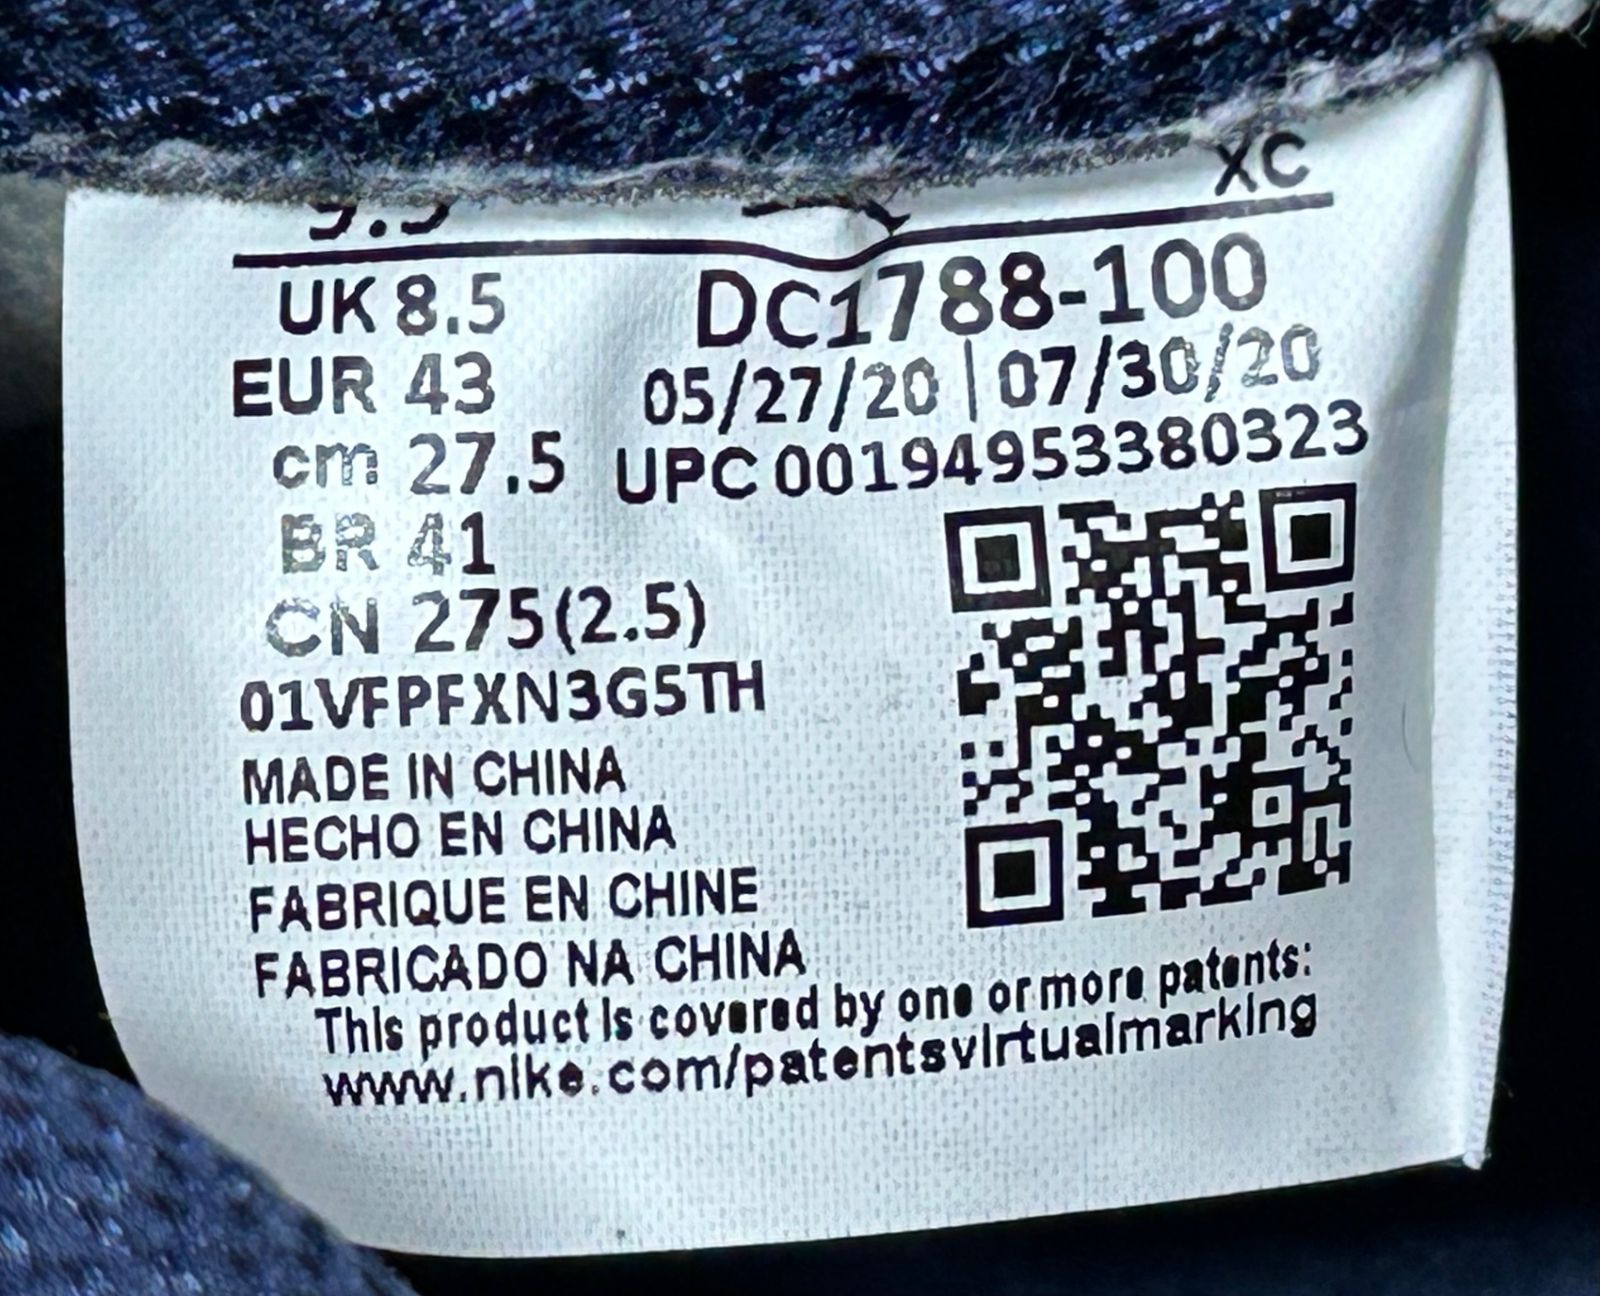 XC
UK 8.5
EUR 43
cm 27.5
BR 41
CN 275(2.5)
01VFPFXN3G5TH
DC1788-100
05/27/20 | 07/30/20
UPC 00194953380323
MADE IN CHINA
HECHO EN CHINA
FABRIQUE EN CHINE
FABRICADO NA CHINA
This product is covered by one or more patents:
www.nike.com/patentsvirtualmarking